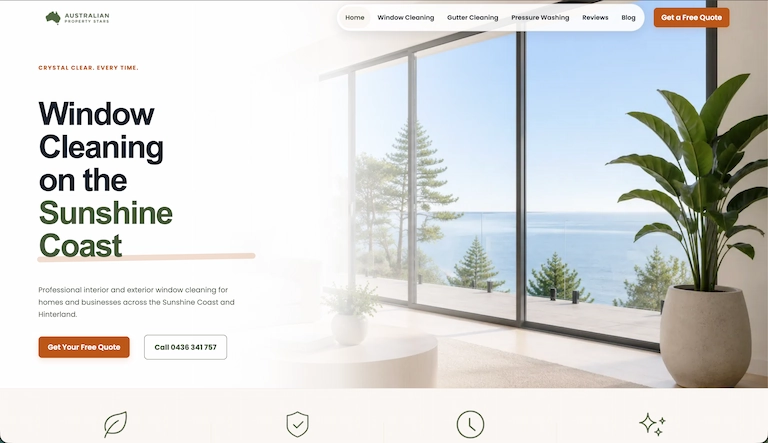 AUSTRALIAN
PROPERTY STARS
Home Window Cleaning Gutter Cleaning Pressure Washing Reviews Blog Get a Free Quote
CRYSTAL CLEAR. EVERY TIME.
Window
Cleaning
on the
Sunshine
Coast
Professional interior and exterior window cleaning for
homes and businesses across the Sunshine Coast and
Hinterland.
Get Your Free Quote Call 0436 341 757